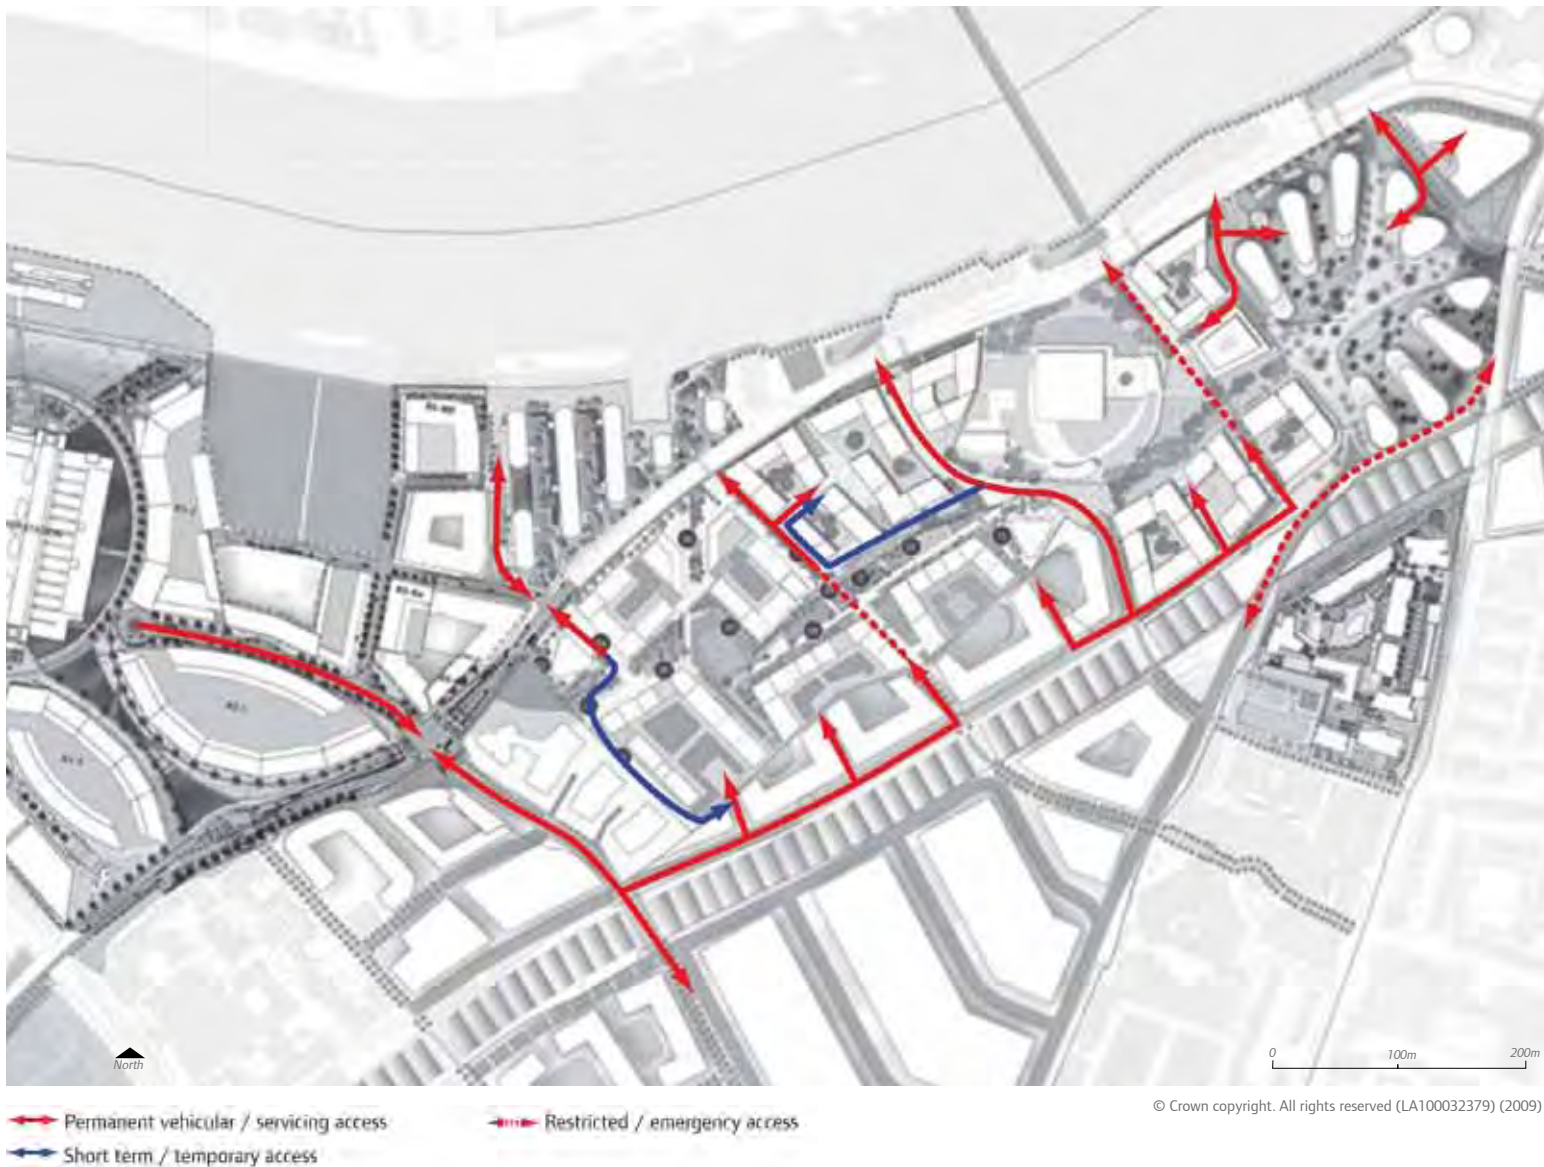 North
0 100m 200m
© Crown copyright. All rights reserved (LA100032379) (2009)
Permanent vehicular / servicing access
Restricted / emergency access
Short term / temporary access